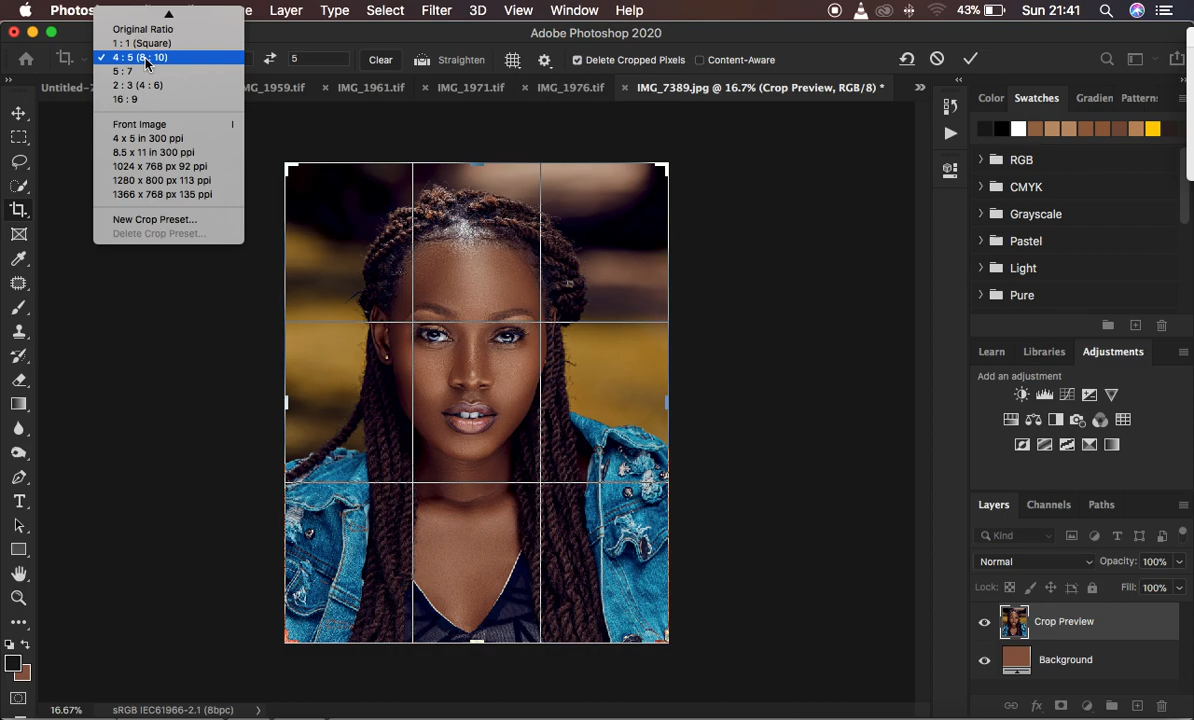 Photos
Layer Type Select Filter 3D View Window Help
43%
Sun 21:41
Adobe Photoshop 2020
Original Ratio
1 : 1 (Square)
4 : 5 (8 : 10)
5 : 7
2 : 3 (4 : 6)
16 : 9
Front Image I
4 x 5 in 300 ppi
8.5 x 11 in 300 ppi
1024 x 768 px 92 ppi
1280 x 800 px 113 ppi
1366 x 768 px 135 ppi
New Crop Preset...
Delete Crop Preset...
5
Clear
Straighten
Delete Cropped Pixels
Content-Aware
Untitled-7
IMG_1959.tif
IMG_1961.tif
IMG_1971.tif
IMG_1976.tif
IMG_7389.jpg @ 16.7% (Crop Preview, RGB/8) *
Color Swatches Gradien Patterns
RGB
CMYK
Grayscale
Pastel
Light
Pure
Learn Libraries Adjustments
Add an adjustment
Layers Channels Paths
Kind
Normal
Opacity: 100%
Lock:
Fill: 100%
Crop Preview
Background
16.67%
sRGB IEC61966-2.1 (8bpc)